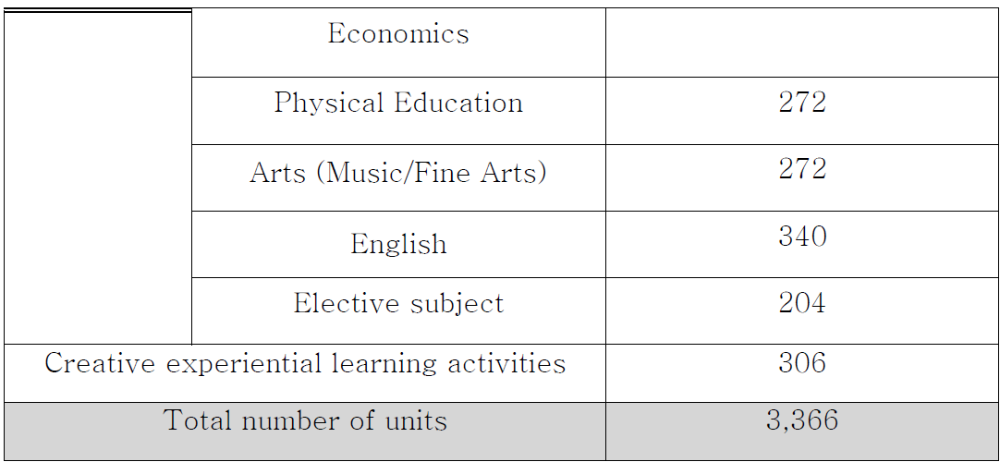 Economics
Physical Education 272
Arts (Music/Fine Arts) 272
English 340
Elective subject 204
Creative experiential learning activities 306
Total number of units 3,366